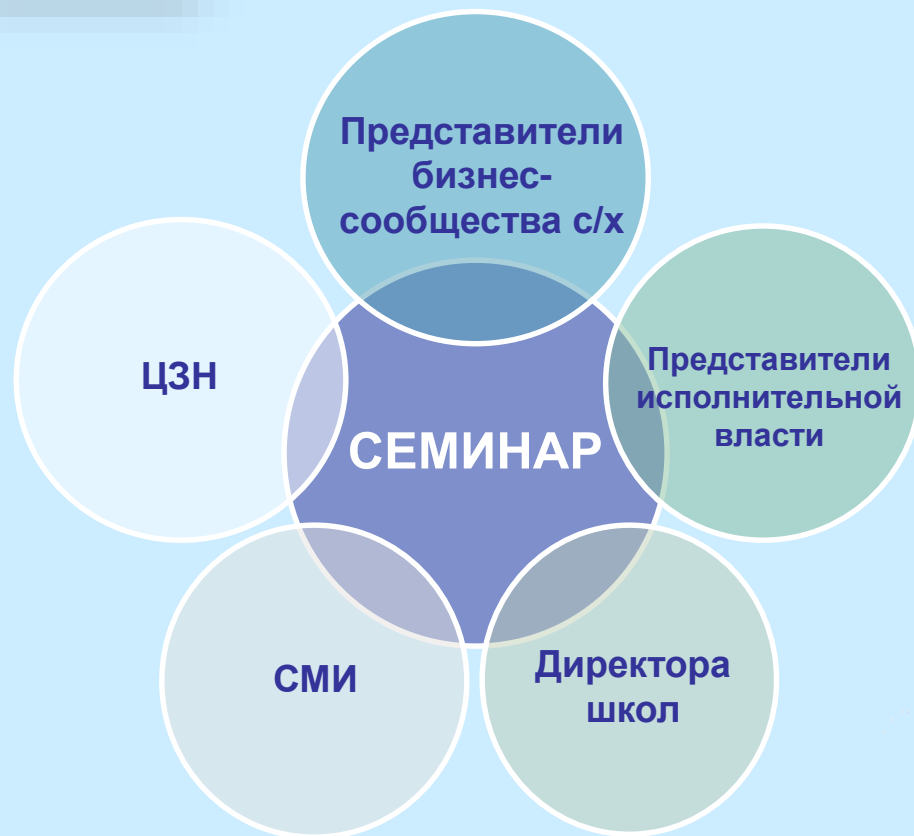 Представители
бизнес-
сообщества с/х
ЦЗН
Представители
исполнительной
власти
СЕМИНАР
СМИ
Директора
школ